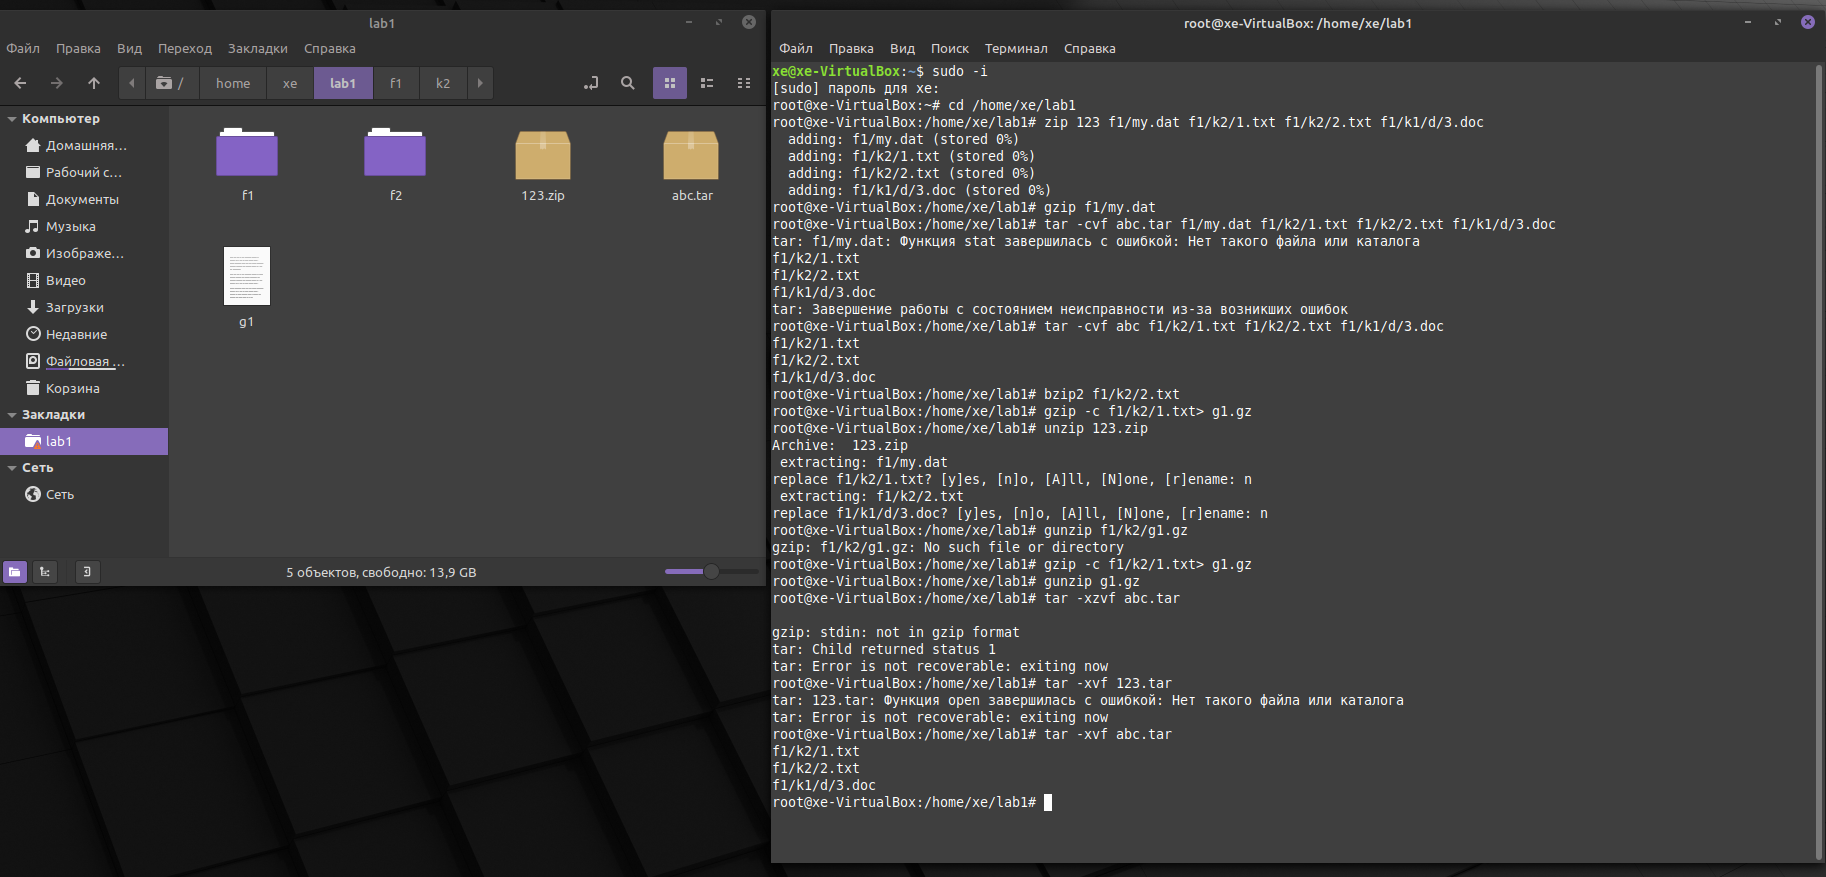 lab1
Файл Правка Вид Переход Закладки Справка
/ home xe lab1 f1 k2
Компьютер
Домашняя...
Рабочий с...
Документы
Музыка
Изображе...
Видео
Загрузки
Недавние
Файловая ...
Корзина
Закладки
lab1
Сеть
Сеть
f1 f2 123.zip abc.tar
g1
5 объектов, свободно: 13,9 GB
root@xe-VirtualBox: /home/xe/lab1
Файл Правка Вид Поиск Терминал Справка
xe@xe-VirtualBox:~$ sudo -i
[sudo] пароль для xe:
root@xe-VirtualBox:~# cd /home/xe/lab1
root@xe-VirtualBox:/home/xe/lab1# zip 123 f1/my.dat f1/k2/1.txt f1/k2/2.txt f1/k1/d/3.doc
  adding: f1/my.dat (stored 0%)
  adding: f1/k2/1.txt (stored 0%)
  adding: f1/k2/2.txt (stored 0%)
  adding: f1/k1/d/3.doc (stored 0%)
root@xe-VirtualBox:/home/xe/lab1# gzip f1/my.dat
root@xe-VirtualBox:/home/xe/lab1# tar -cvf abc.tar f1/my.dat f1/k2/1.txt f1/k2/2.txt f1/k1/d/3.doc
tar: f1/my.dat: Функция stat завершилась с ошибкой: Нет такого файла или каталога
f1/k2/1.txt
f1/k2/2.txt
f1/k1/d/3.doc
tar: Завершение работы с состоянием неисправности из-за возникших ошибок
root@xe-VirtualBox:/home/xe/lab1# tar -cvf abc f1/k2/1.txt f1/k2/2.txt f1/k1/d/3.doc
f1/k2/1.txt
f1/k2/2.txt
f1/k1/d/3.doc
root@xe-VirtualBox:/home/xe/lab1# bzip2 f1/k2/2.txt
root@xe-VirtualBox:/home/xe/lab1# gzip -c f1/k2/1.txt> g1.gz
root@xe-VirtualBox:/home/xe/lab1# unzip 123.zip
Archive:  123.zip
 extracting: f1/my.dat
replace f1/k2/1.txt? [y]es, [n]o, [A]ll, [N]one, [r]ename: n
 extracting: f1/k2/2.txt
replace f1/k1/d/3.doc? [y]es, [n]o, [A]ll, [N]one, [r]ename: n
root@xe-VirtualBox:/home/xe/lab1# gunzip f1/k2/g1.gz
gzip: f1/k2/g1.gz: No such file or directory
root@xe-VirtualBox:/home/xe/lab1# gzip -c f1/k2/1.txt> g1.gz
root@xe-VirtualBox:/home/xe/lab1# gunzip g1.gz
root@xe-VirtualBox:/home/xe/lab1# tar -xzvf abc.tar
gzip: stdin: not in gzip format
tar: Child returned status 1
tar: Error is not recoverable: exiting now
root@xe-VirtualBox:/home/xe/lab1# tar -xvf 123.tar
tar: 123.tar: Функция open завершилась с ошибкой: Нет такого файла или каталога
tar: Error is not recoverable: exiting now
root@xe-VirtualBox:/home/xe/lab1# tar -xvf abc.tar
f1/k2/1.txt
f1/k2/2.txt
f1/k1/d/3.doc
root@xe-VirtualBox:/home/xe/lab1#